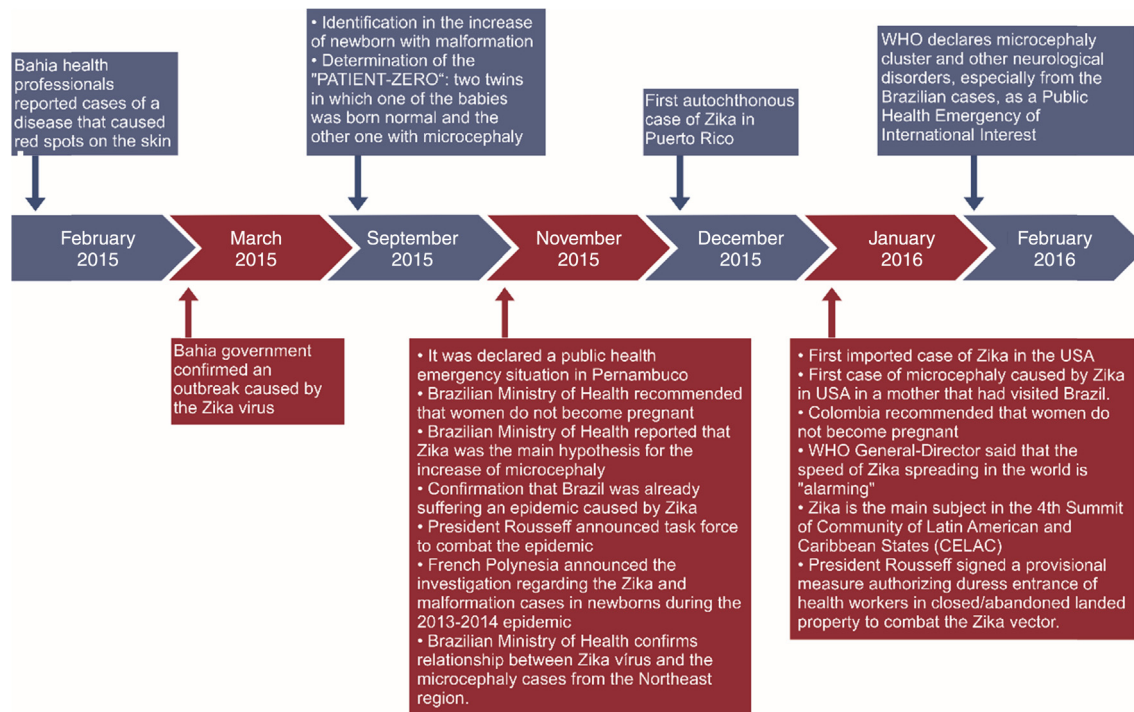 Bahia health
professionals
reported cases of a
disease that caused
red spots on the skin
• Identification in the increase
of newborn with malformation
• Determination of the
"PATIENT-ZERO“: two twins
in which one of the babies
was born normal and the
other one with microcephaly
First autochthonous
case of Zika in
Puerto Rico
WHO declares microcephaly
cluster and other neurological
disorders, especially from the
Brazilian cases, as a Public
Health Emergency of
International Interest
February
2015
March
2015
September
2015
November
2015
December
2015
January
2016
February
2016
Bahia government
confirmed an
outbreak caused by
the Zika virus
• It was declared a public health
emergency situation in Pernambuco
• Brazilian Ministry of Health recommended
that women do not become pregnant
• Brazilian Ministry of Health reported that
Zika was the main hypothesis for the
increase of microcephaly
• Confirmation that Brazil was already
suffering an epidemic caused by Zika
• President Rousseff announced task force
to combat the epidemic
• French Polynesia announced the
investigation regarding the Zika and
malformation cases in newborns during the
2013-2014 epidemic
• Brazilian Ministry of Health confirms
relationship between Zika vírus and the
microcephaly cases from the Northeast
region.
• First imported case of Zika in the USA
• First case of microcephaly caused by Zika
in USA in a mother that had visited Brazil.
• Colombia recommended that women do
not become pregnant
• WHO General-Director said that the
speed of Zika spreading in the world is
"alarming"
• Zika is the main subject in the 4th Summit
of Community of Latin American and
Caribbean States (CELAC)
• President Rousseff signed a provisional
measure authorizing duress entrance of
health workers in closed/abandoned landed
property to combat the Zika vector.